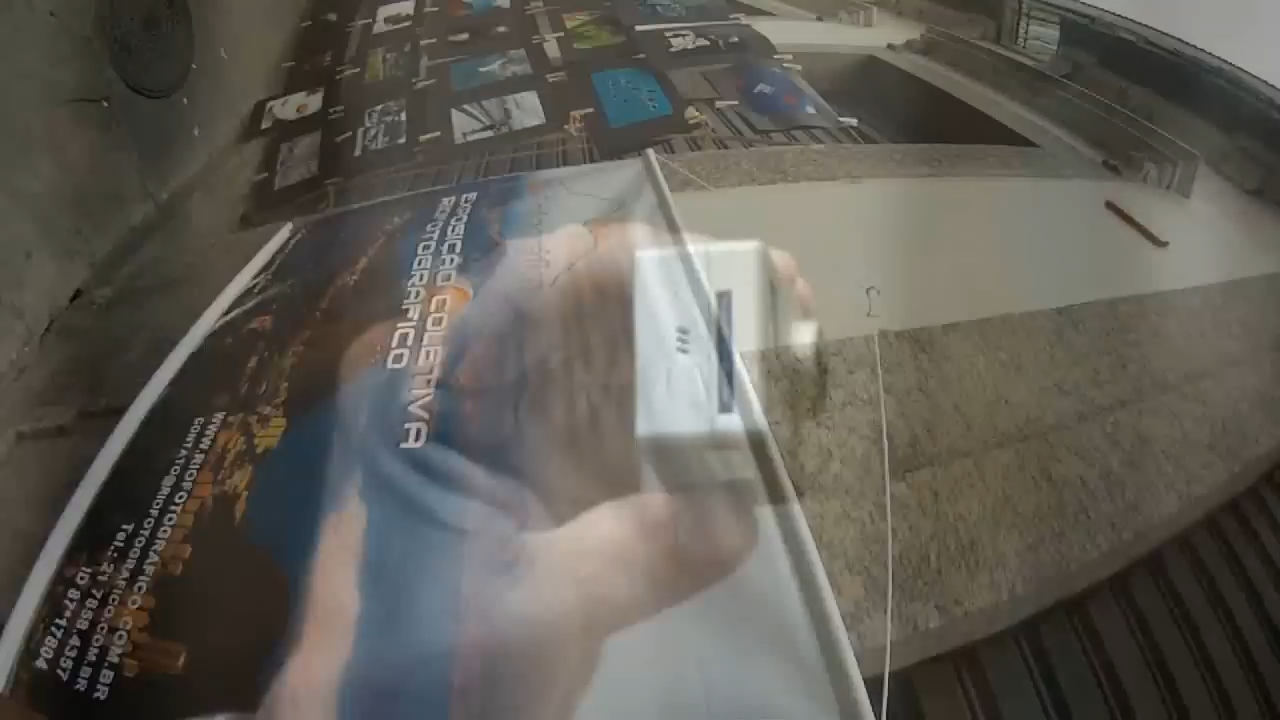 EXPOSIÇÃO COLETIVA
RIOFOTOGRAFICO
WWW.RIOFOTOGRAFICO.COM.BR
CONTATO@RIOFOTOGRAFICO.COM.BR
Tel.: 21 7858.4357
ID 87*17804